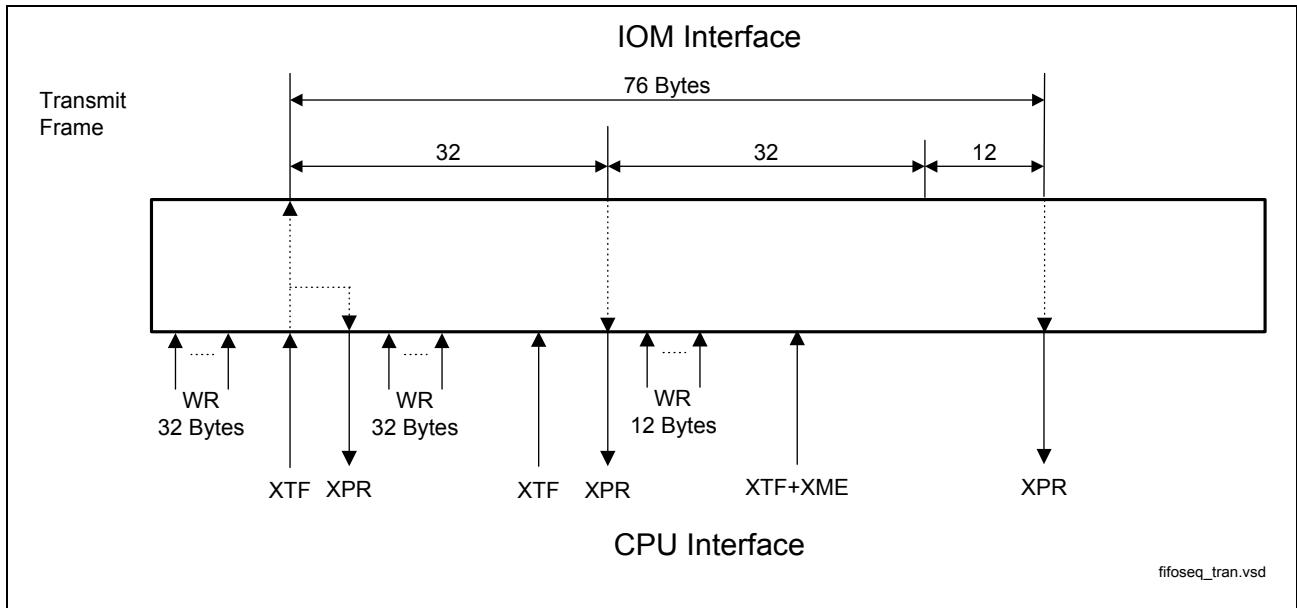 IOM Interface
76 Bytes
Transmit
Frame
32
32
12
.....
.....
.....
WR
32 Bytes
WR
32 Bytes
WR
12 Bytes
XTF
XPR
XTF
XPR
XTF+XME
XPR
CPU Interface
fifoseq_tran.vsd